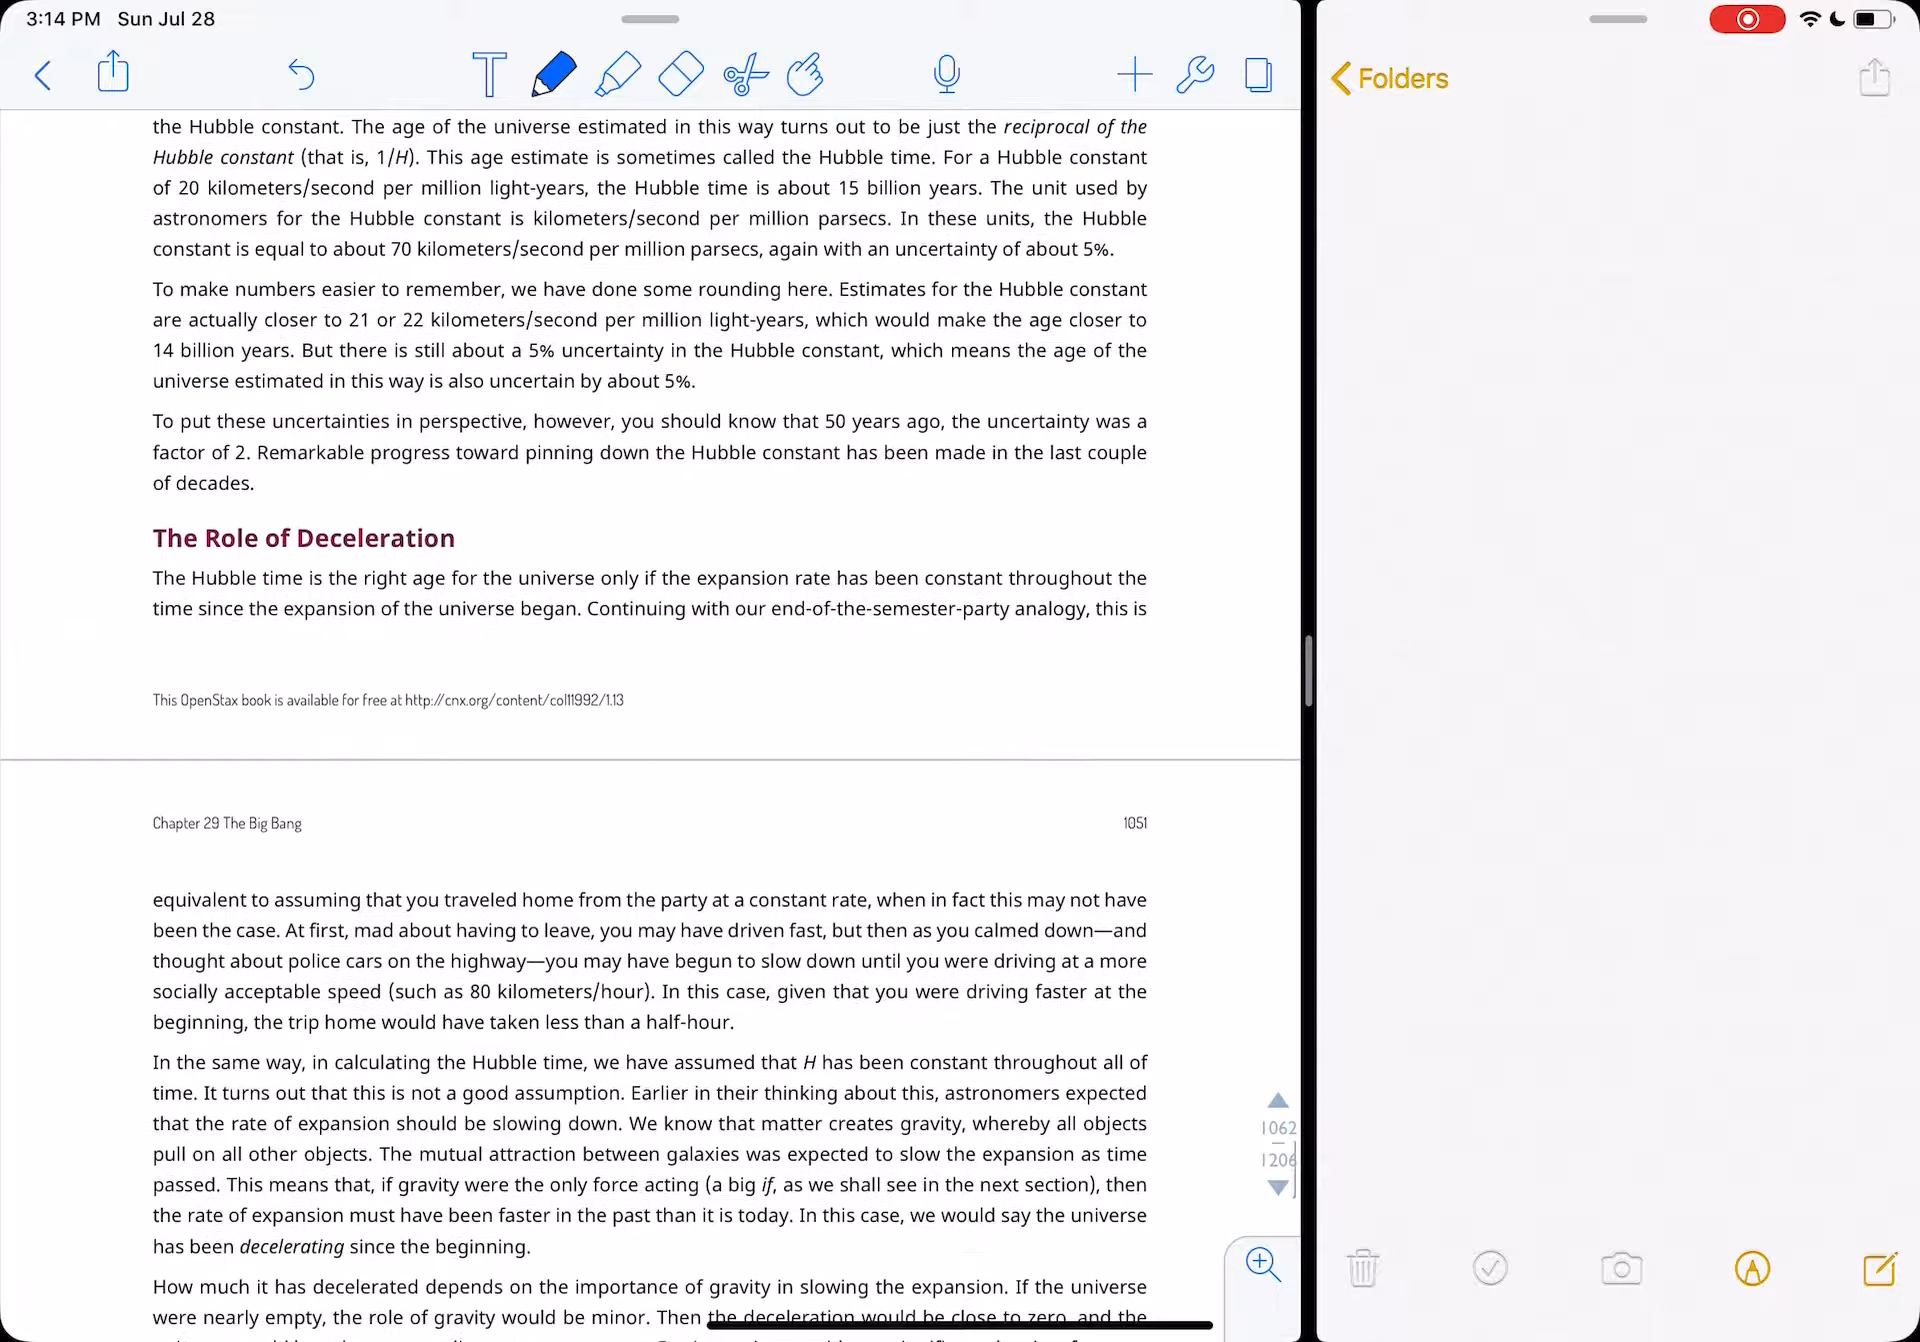 3:14 PM Sun Jul 28
Folders
the Hubble constant. The age of the universe estimated in this way turns out to be just the reciprocal of the
Hubble constant (that is, 1/H). This age estimate is sometimes called the Hubble time. For a Hubble constant
of 20 kilometers/second per million light-years, the Hubble time is about 15 billion years. The unit used by
astronomers for the Hubble constant is kilometers/second per million parsecs. In these units, the Hubble
constant is equal to about 70 kilometers/second per million parsecs, again with an uncertainty of about 5%.
To make numbers easier to remember, we have done some rounding here. Estimates for the Hubble constant
are actually closer to 21 or 22 kilometers/second per million light-years, which would make the age closer to
14 billion years. But there is still about a 5% uncertainty in the Hubble constant, which means the age of the
universe estimated in this way is also uncertain by about 5%.
To put these uncertainties in perspective, however, you should know that 50 years ago, the uncertainty was a
factor of 2. Remarkable progress toward pinning down the Hubble constant has been made in the last couple
of decades.
The Role of Deceleration
The Hubble time is the right age for the universe only if the expansion rate has been constant throughout the
time since the expansion of the universe began. Continuing with our end-of-the-semester-party analogy, this is
This OpenStax book is available for free at http://cnx.org/content/col11992/1.13
Chapter 29 The Big Bang 1051
equivalent to assuming that you traveled home from the party at a constant rate, when in fact this may not have
been the case. At first, mad about having to leave, you may have driven fast, but then as you calmed down—and
thought about police cars on the highway—you may have begun to slow down until you were driving at a more
socially acceptable speed (such as 80 kilometers/hour). In this case, given that you were driving faster at the
beginning, the trip home would have taken less than a half-hour.
In the same way, in calculating the Hubble time, we have assumed that H has been constant throughout all of
time. It turns out that this is not a good assumption. Earlier in their thinking about this, astronomers expected
that the rate of expansion should be slowing down. We know that matter creates gravity, whereby all objects
pull on all other objects. The mutual attraction between galaxies was expected to slow the expansion as time
passed. This means that, if gravity were the only force acting (a big if, as we shall see in the next section), then
the rate of expansion must have been faster in the past than it is today. In this case, we would say the universe
has been decelerating since the beginning.
1062
1206
How much it has decelerated depends on the importance of gravity in slowing the expansion. If the universe
were nearly empty, the role of gravity would be minor. Then the deceleration would be close to zero, and the